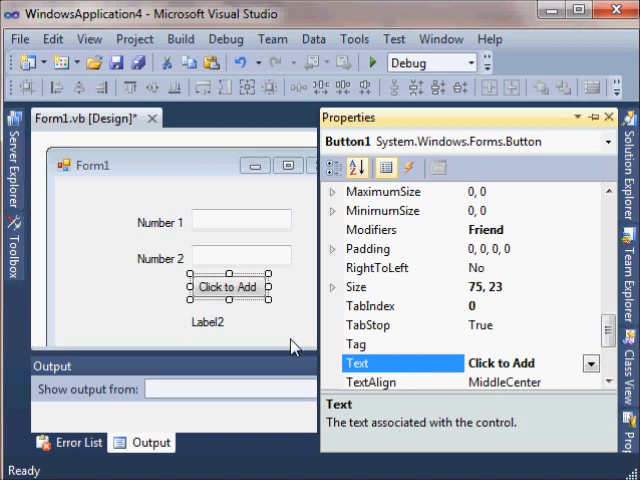 WindowsApplication4 - Microsoft Visual Studio
File Edit View Project Build Debug Team Data Tools Test Window Help
Debug
Form1.vb [Design]*
Properties
Button1 System.Windows.Forms.Button
Server Explorer
Toolbox
Form1
Number 1
Number 2
Click to Add
Label2
MaximumSize 0, 0
MinimumSize 0, 0
Modifiers Friend
Padding 0, 0, 0, 0
RightToLeft No
Size 75, 23
TabIndex 0
TabStop True
Tag
Text Click to Add
TextAlign MiddleCenter
Text
The text associated with the control.
Solution Explorer
Team Explorer
Class View
Prop
Output
Show output from:
Error List Output
Ready